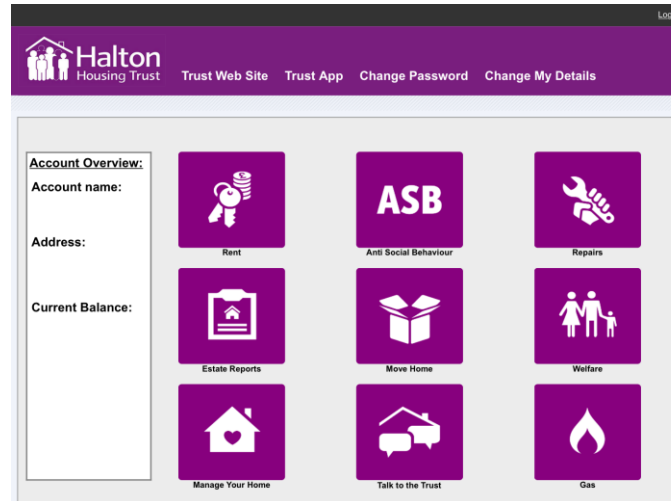 Halton
Housing Trust
Trust Web Site Trust App Change Password Change My Details
Account Overview:
Account name:
Address:
Current Balance:
ASB
Rent Anti Social Behaviour Repairs
Estate Reports Move Home Welfare
Manage Your Home Talk to the Trust Gas